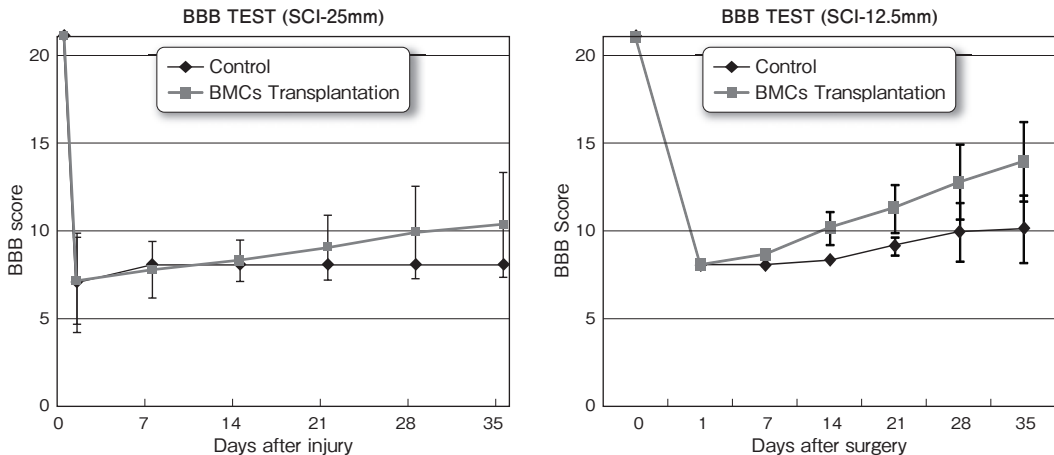 BBB TEST (SCI-25mm)
20
15
10
5
0
BBB score
Control
BMCs Transplantation
0 7 14 21 28 35
Days after injury
BBB TEST (SCI-12.5mm)
20
15
10
5
0
BBB Score
Control
BMCs Transplantation
0 1 7 14 21 28 35
Days after surgery